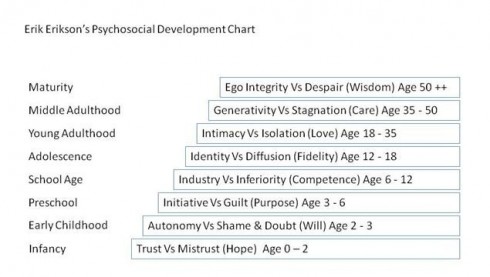 Erik Erikson's Psychosocial Development Chart
Maturity Ego Integrity Vs Despair (Wisdom) Age 50 ++
Middle Adulthood Generativity Vs Stagnation (Care) Age 35 - 50
Young Adulthood Intimacy Vs Isolation (Love) Age 18 - 35
Adolescence Identity Vs Diffusion (Fidelity) Age 12 - 18
School Age Industry Vs Inferiority (Competence) Age 6 - 12
Preschool Initiative Vs Guilt (Purpose) Age 3 - 6
Early Childhood Autonomy Vs Shame & Doubt (Will) Age 2 - 3
Infancy Trust Vs Mistrust (Hope) Age 0 – 2